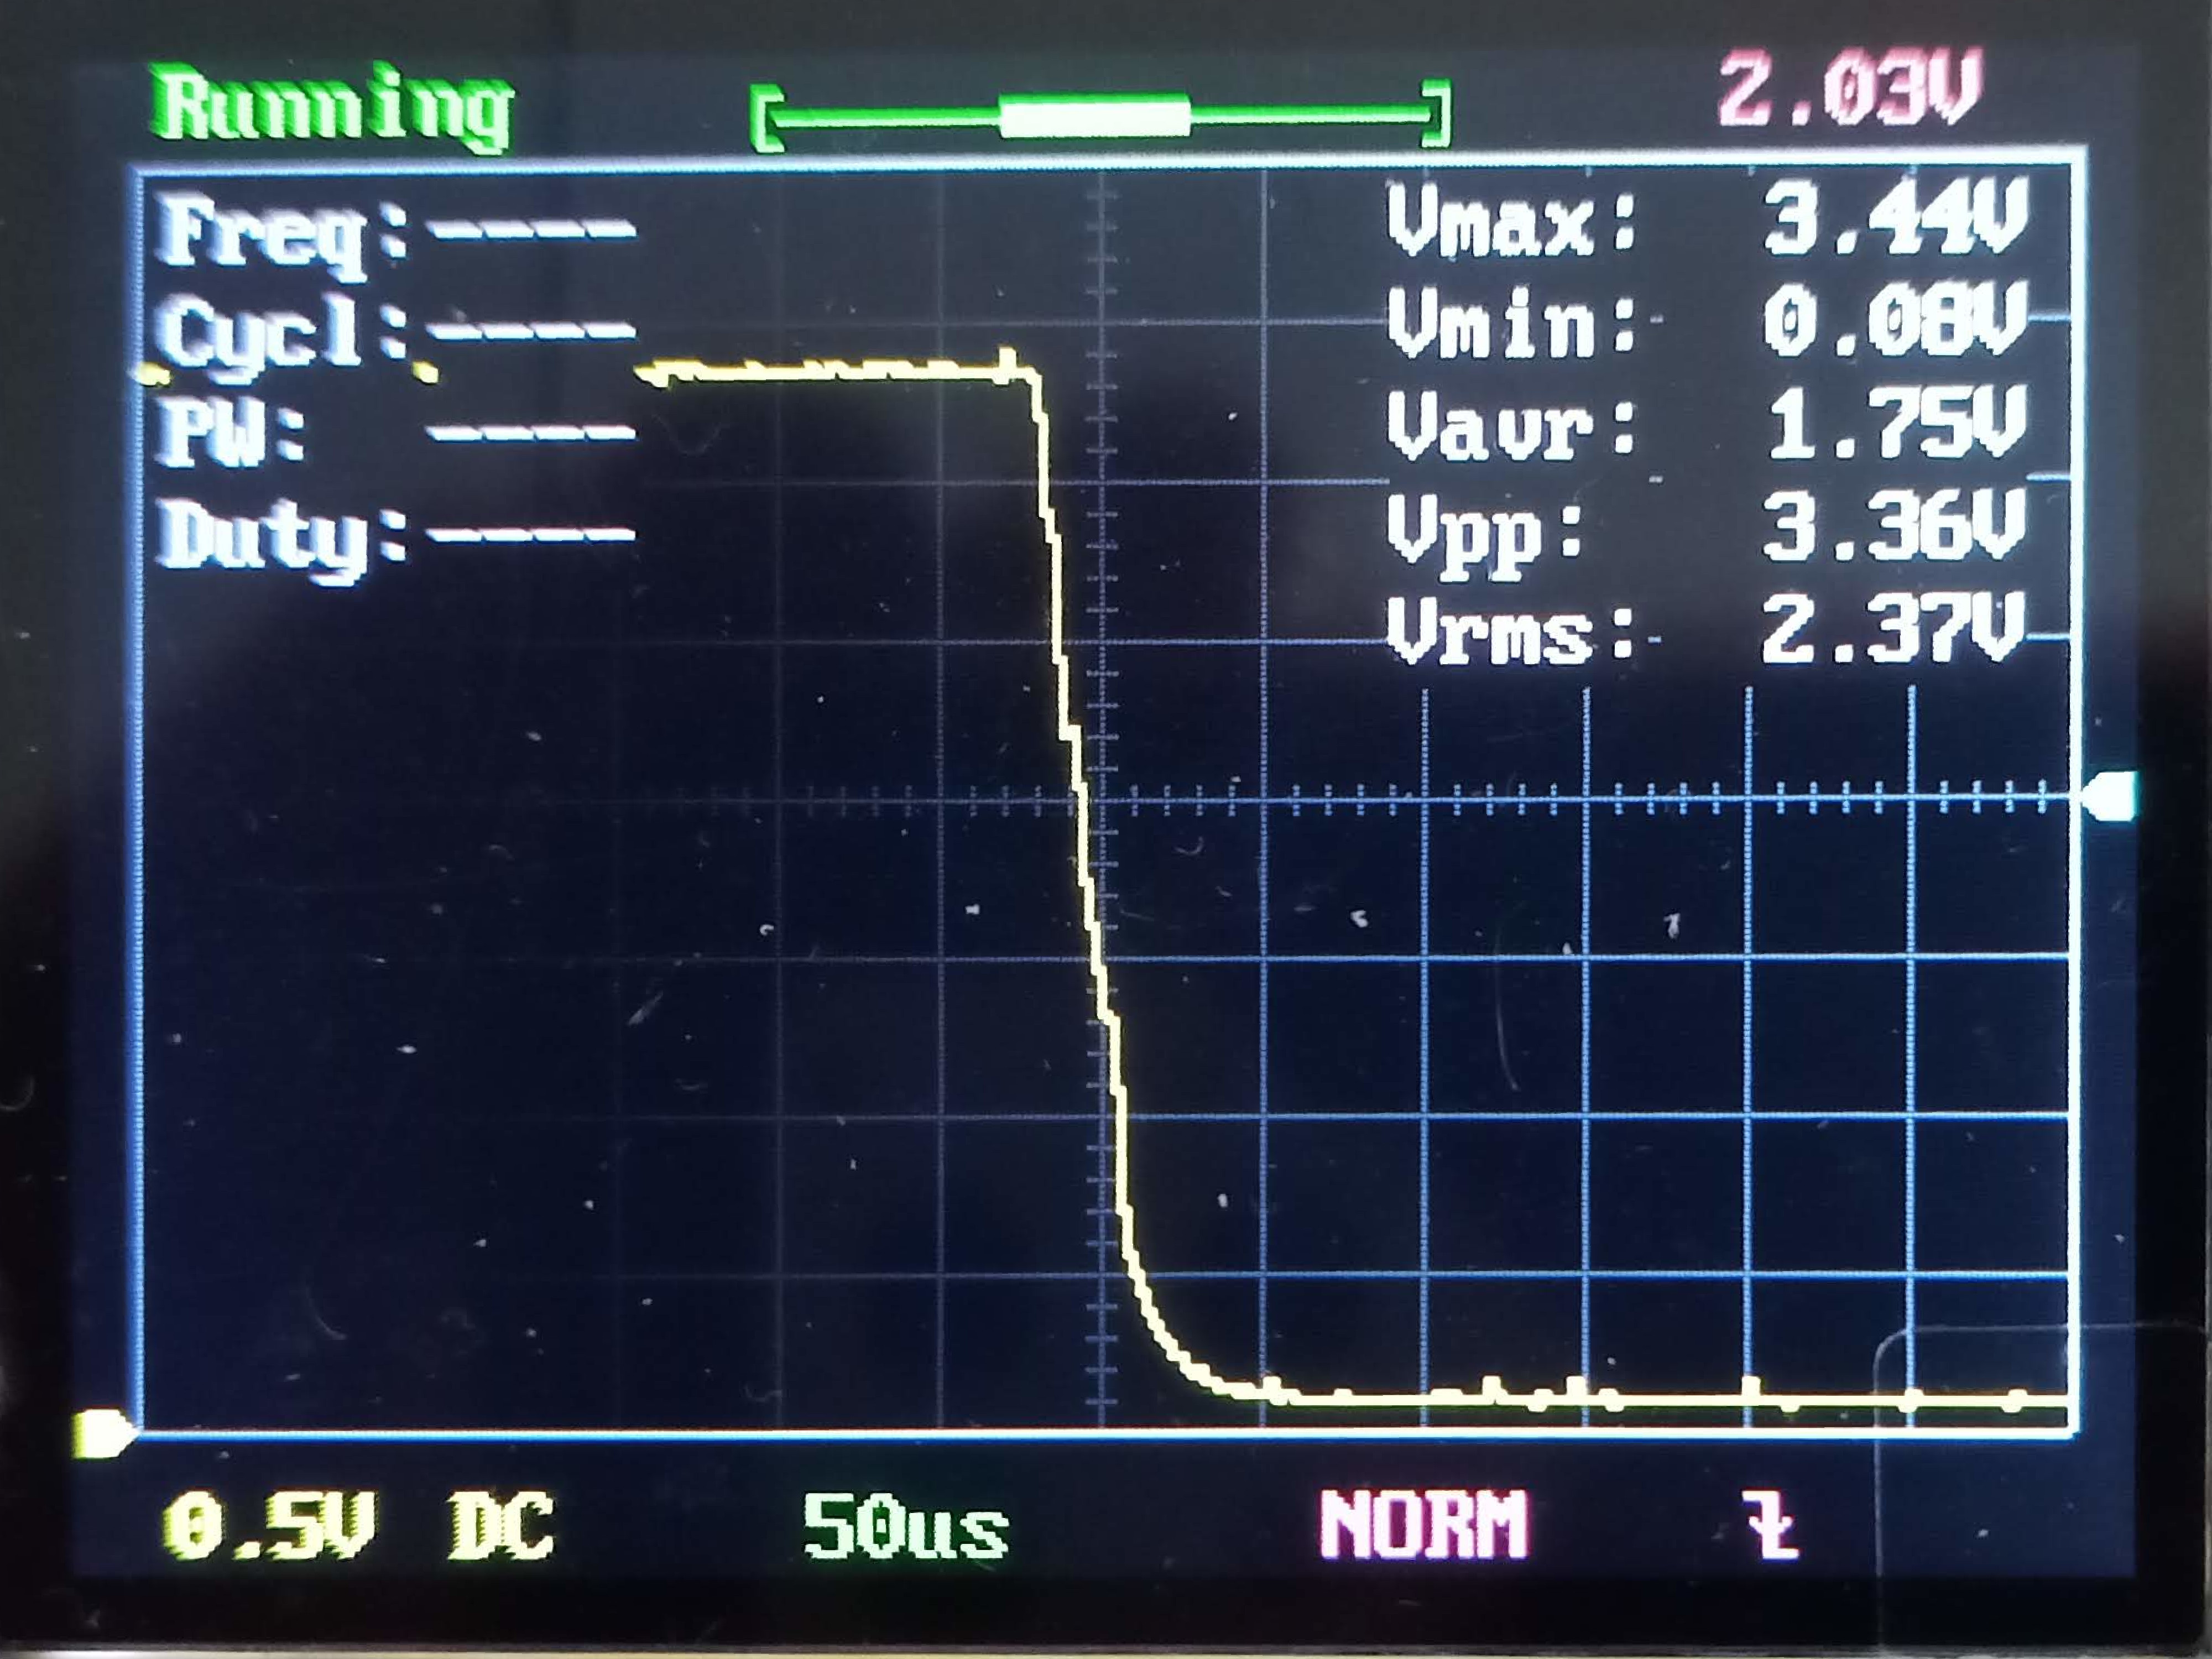 Running 2.03V
Freq:---- Vmax: 3.44V
Cycl:---- Vmin: 0.08V
PW: ---- Vavr: 1.75V
Duty:---- Vpp: 3.36V
Vrms: 2.37V
0.5V DC 50us NORM